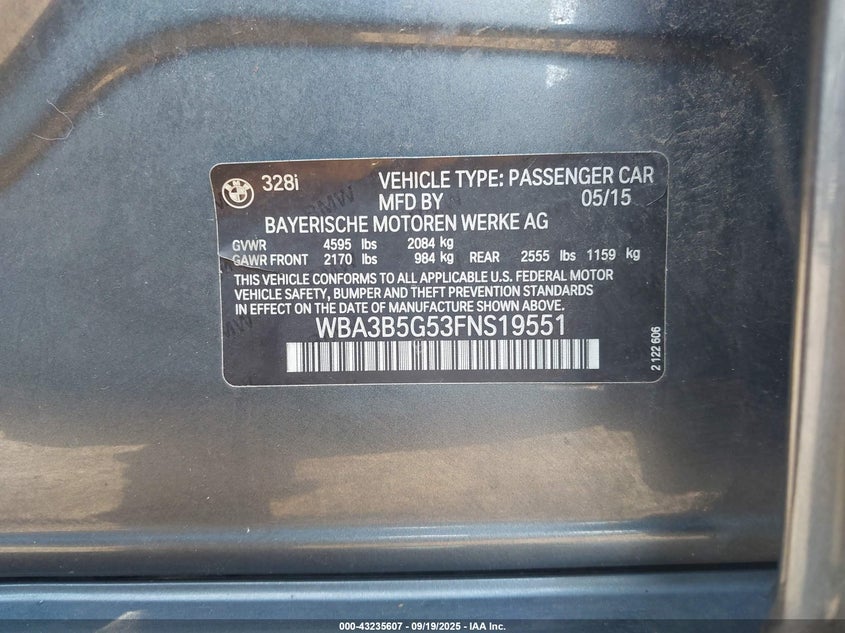 328i VEHICLE TYPE: PASSENGER CAR
MFD BY 05/15
BAYERISCHE MOTOREN WERKE AG
GVWR 4595 lbs 2084 kg
GAWR FRONT 2170 lbs 984 kg REAR 2555 lbs 1159 kg
THIS VEHICLE CONFORMS TO ALL APPLICABLE U.S. FEDERAL MOTOR
VEHICLE SAFETY, BUMPER AND THEFT PREVENTION STANDARDS
IN EFFECT ON THE DATE OF MANUFACTURE SHOWN ABOVE.
WBA3B5G53FNS19551
2 122 606
000-43235607 - 09/19/2025 - IAA Inc.